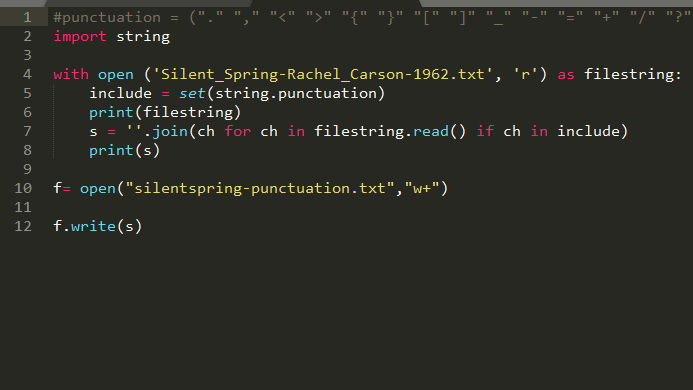 1 #punctuation = ("." "," "<" ">" "{" "}" "[" "]" "_" "-" "=" "+" "/" "?"
2 import string
3
4 with open ('Silent_Spring-Rachel_Carson-1962.txt', 'r') as filestring:
5     include = set(string.punctuation)
6     print(filestring)
7     s = ''.join(ch for ch in filestring.read() if ch in include)
8     print(s)
9
10 f= open("silentspring-punctuation.txt","w+")
11
12 f.write(s)